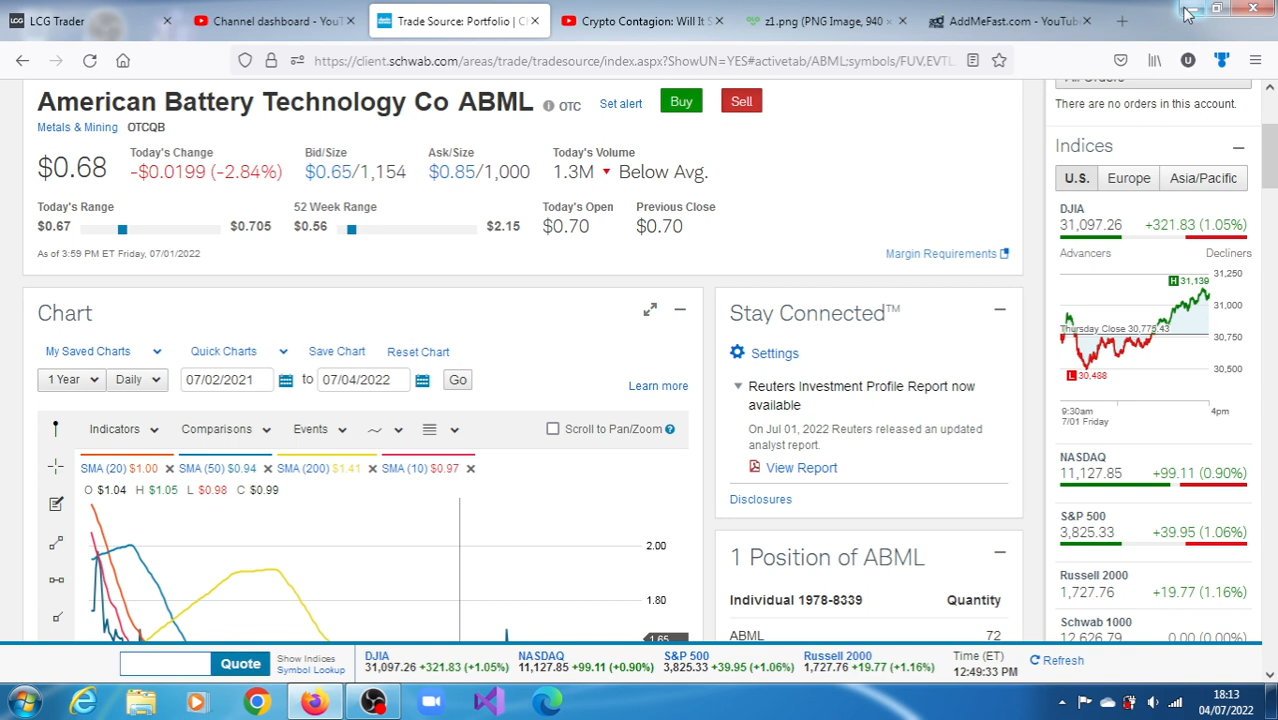 LCG Trader × Channel dashboard - YouT × Trade Source: Portfolio | Cl × Crypto Contagion: Will It S × z1.png (PNG Image, 940 × × AddMeFast.com - YouTub × +
https://client.schwab.com/areas/trade/tradesource/index.aspx?ShowUN=YES#activetab/ABML:symbols/FUV,EVTL
American Battery Technology Co ABML OTC Set alert Buy Sell
Metals & Mining OTCQB
Today's Change Bid/Size Ask/Size Today's Volume
$0.68 -$0.0199 (-2.84%) $0.65/1,154 $0.85/1,000 1.3M Below Avg.
Today's Range 52 Week Range Today's Open Previous Close
$0.67 $0.705 $0.56 $2.15 $0.70 $0.70
As of 3:59 PM ET Friday, 07/01/2022 Margin Requirements
Chart
My Saved Charts Quick Charts Save Chart Reset Chart
1 Year Daily 07/02/2021 to 07/04/2022 Go Learn more
Indicators Comparisons Events Scroll to Pan/Zoom
SMA (20) $1.00 × SMA (50) $0.94 × SMA (200) $1.41 × SMA (10) $0.97 ×
O $1.04 H $1.05 L $0.98 C $0.99
2.00
1.80
1.65
Stay Connected™
Settings
Reuters Investment Profile Report now
available
On Jul 01, 2022 Reuters released an updated
analyst report.
View Report
Disclosures
1 Position of ABML
Individual 1978-8339 Quantity
ABML 72
There are no orders in this account.
Indices
U.S. Europe Asia/Pacific
DJIA
31,097.26 +321.83 (1.05%)
Advancers Decliners
H 31,139 31,250
31,000
Thursday Close 30,775.43 30,750
L 30,488 30,500
9:30am 4pm
7/01 Friday
NASDAQ
11,127.85 +99.11 (0.90%)
S&P 500
3,825.33 +39.95 (1.06%)
Russell 2000
1,727.76 +19.77 (1.16%)
Schwab 1000
12,626.79 0.00 (0.00%)
Quote Show Indices DJIA NASDAQ S&P 500 Russell 2000 Time (ET) Refresh
Symbol Lookup 31,097.26 +321.83 (+1.05%) 11,127.85 +99.11 (+0.90%) 3,825.33 +39.95 (+1.06%) 1,727.76 +19.77 (+1.16%) 12:49:33 PM
18:13
04/07/2022